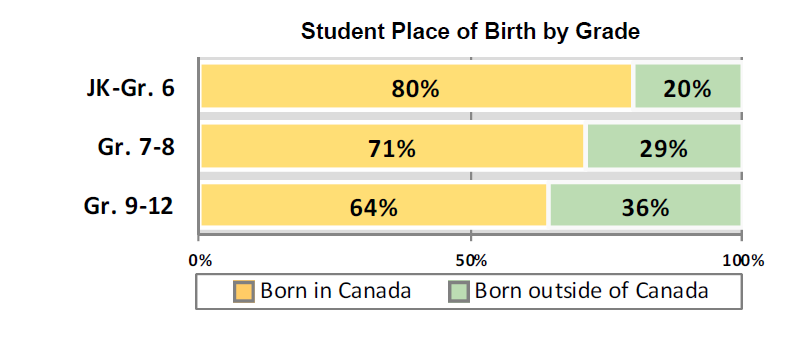 Student Place of Birth by Grade
JK-Gr. 6 80% 20%
Gr. 7-8 71% 29%
Gr. 9-12 64% 36%
0% 50% 100%
Born in Canada Born outside of Canada